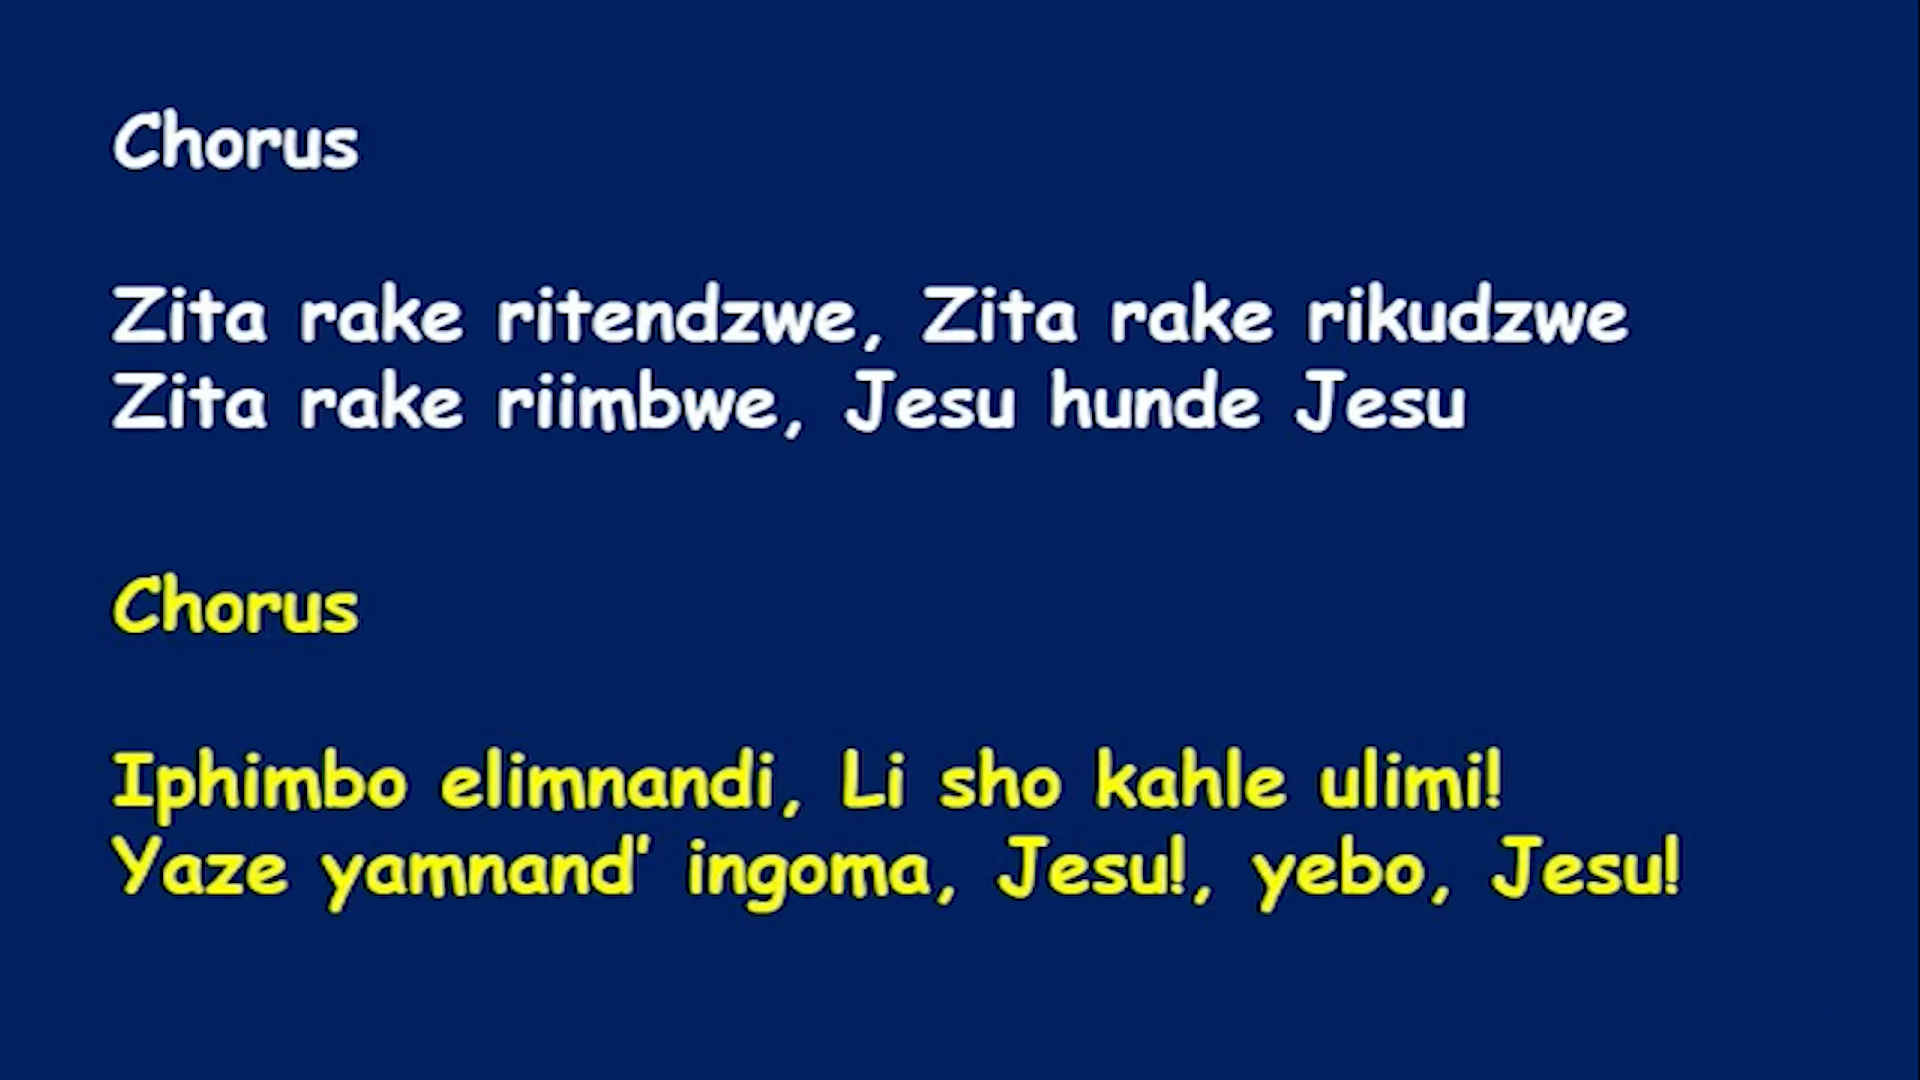 Chorus
Zita rake ritendzwe, Zita rake rikudzwe
Zita rake riimbwe, Jesu hunde Jesu
Chorus
Iphimbo elimnandi, Li sho kahle ulimi!
Yaze yamnand’ ingoma, Jesu!, yebo, Jesu!